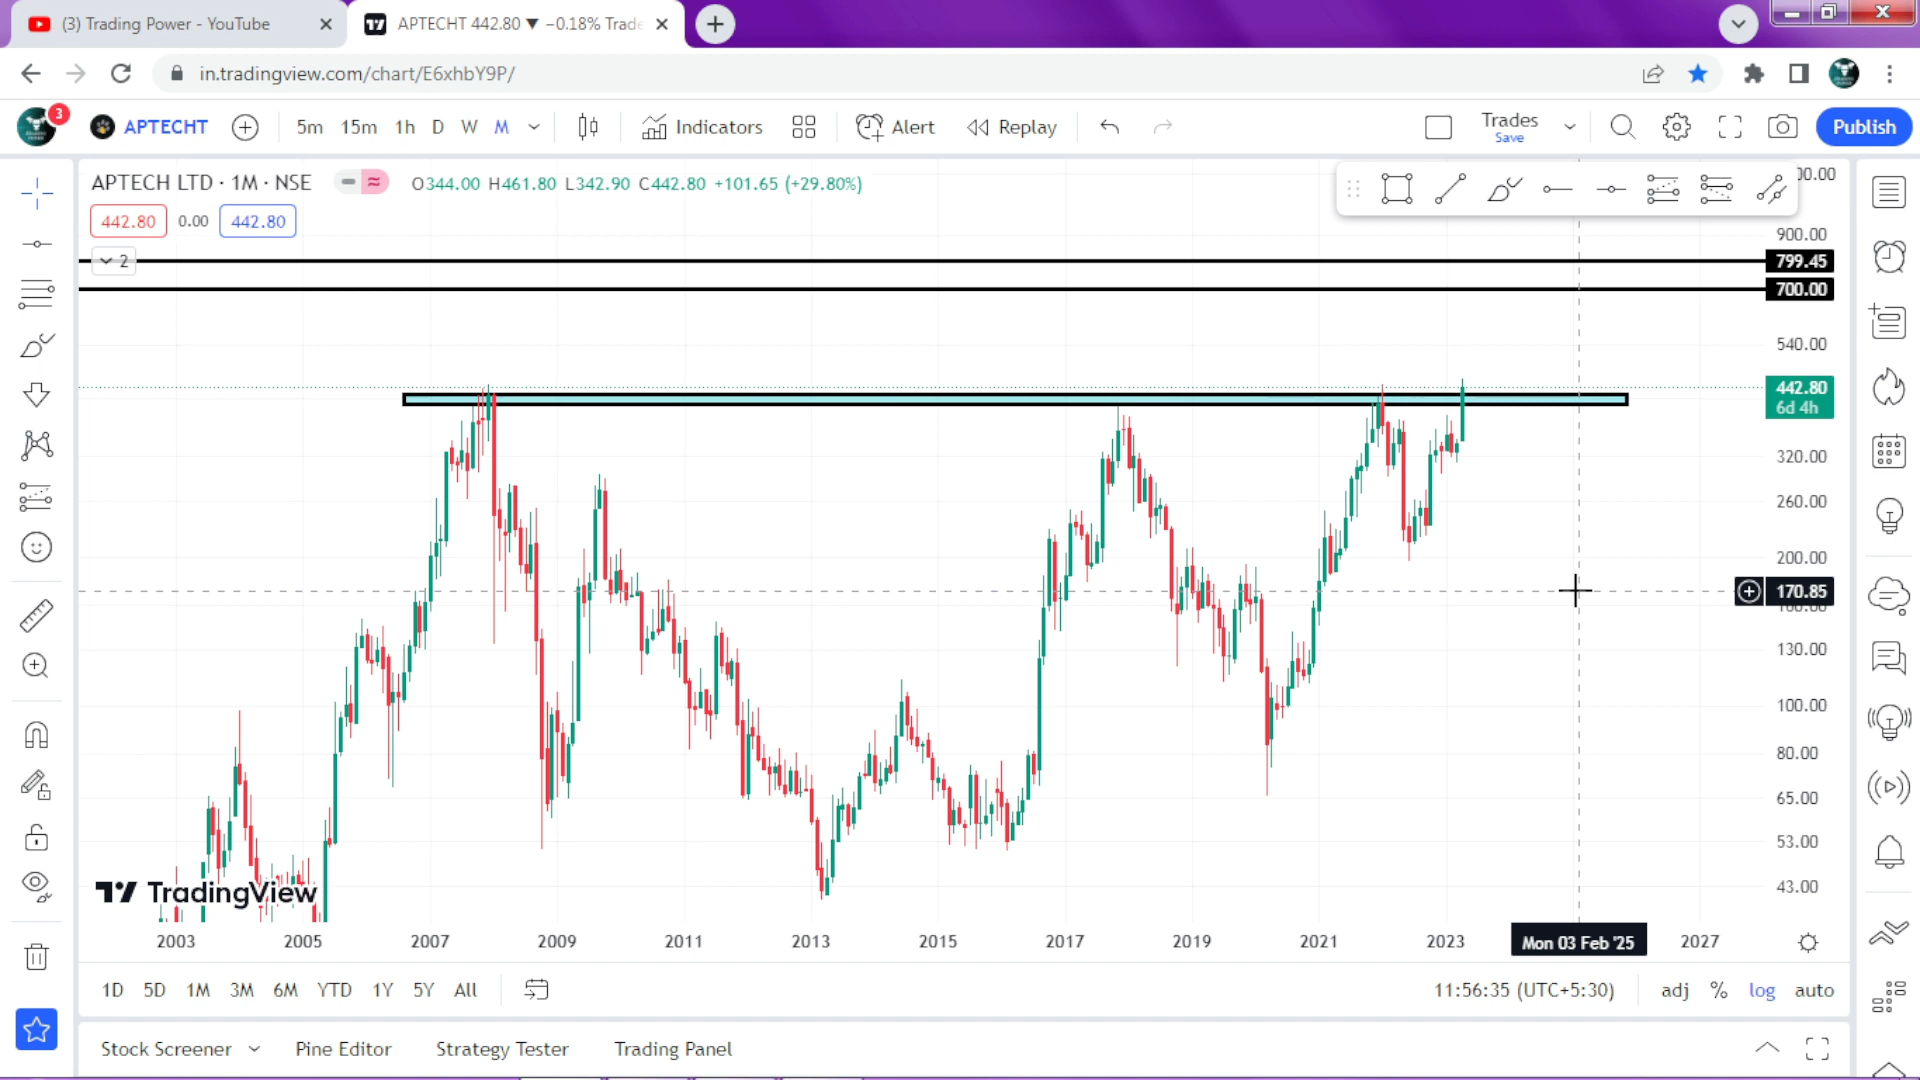 (3) Trading Power - YouTube
APTECHT 442.80 ▼ −0.18% Trade
in.tradingview.com/chart/E6xhbY9P/
3
APTECHT
5m 15m 1h D W M
Indicators
Alert
Replay
Trades
Save
Publish
APTECH LTD · 1M · NSE
O344.00 H461.80 L342.90 C442.80 +101.65 (+29.80%)
442.80 0.00 442.80
2
900.00
799.45
700.00
540.00
442.80
6d 4h
320.00
260.00
200.00
170.85
160.00
130.00
100.00
80.00
65.00
53.00
43.00
TradingView
2003 2005 2007 2009 2011 2013 2015 2017 2019 2021 2023 Mon 03 Feb '25 2027
1D 5D 1M 3M 6M YTD 1Y 5Y All
11:56:35 (UTC+5:30) adj % log auto
Stock Screener Pine Editor Strategy Tester Trading Panel